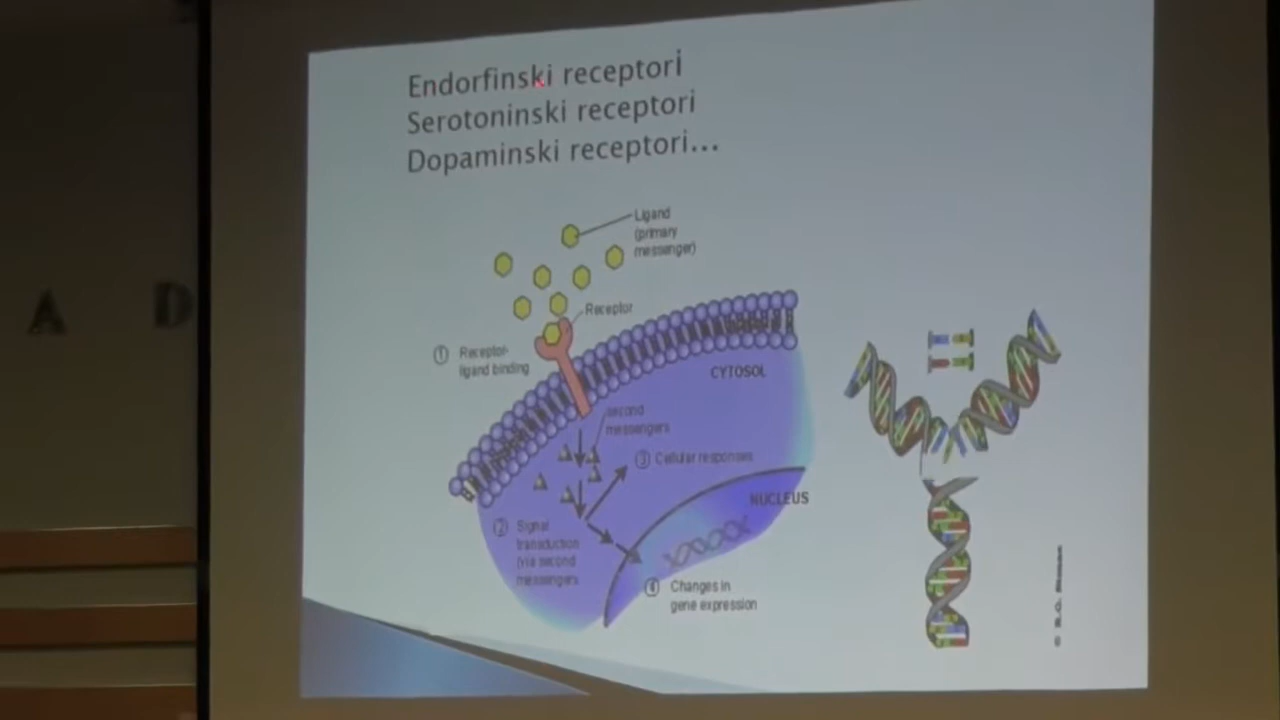 Endorfinski receptori
Serotoninski receptori
Dopaminski receptori...
Ligand
(primary
messenger)
Receptor
1 Receptor-
ligand binding
CYTOSOL
second
messengers
3 Cellular responses
NUCLEUS
2 Signal
transduction
(via second
messengers
4 Changes in
gene expression
A D